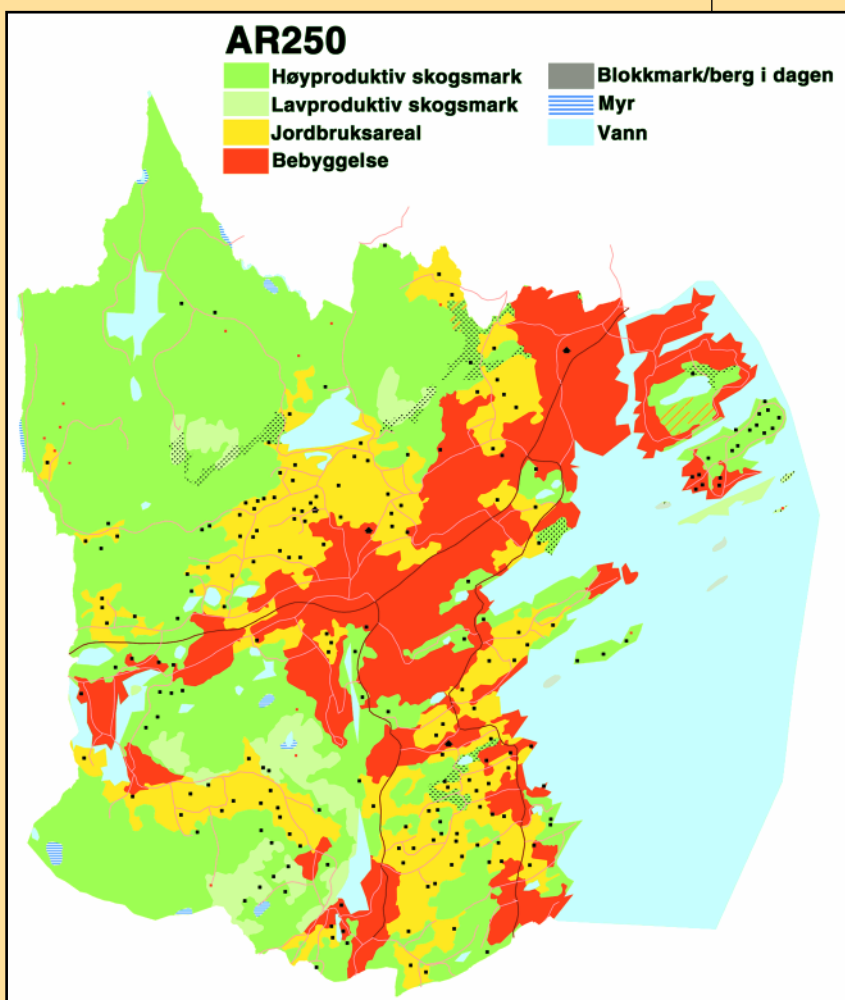 AR250
Høyproduktiv skogsmark
Lavproduktiv skogsmark
Jordbruksareal
Bebyggelse
Blokkmark/berg i dagen
Myr
Vann